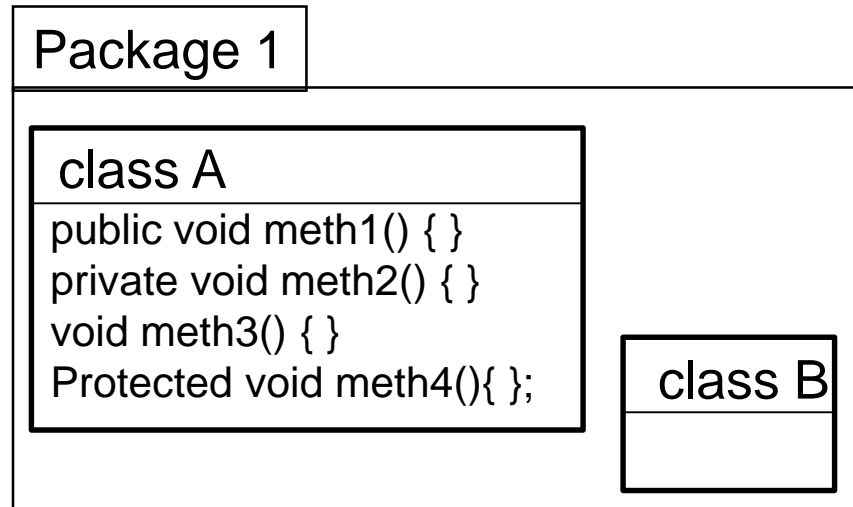 Package 1
class A
public void meth1() { }
private void meth2() { }
void meth3() { }
Protected void meth4(){ };
class B